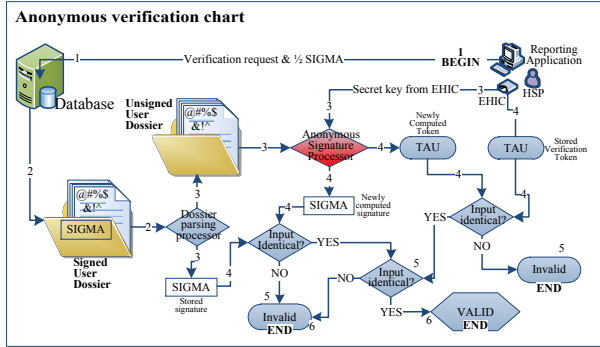 Anonymous verification chart
1
BEGIN
Reporting
Application
1
Verification request & ½ SIGMA
HSP
EHIC
3
Secret key from EHIC
Database
Unsigned
User
Dossier
@#%$
&!^
3
3
Anonymous
Signature
Processor
4
Newly
Computed
Token
TAU
4
TAU
Stored
Verification
Token
2
@#%$
&!^
SIGMA
Signed
User
Dossier
2
3
Dossier
parsing
processor
3
SIGMA
Stored
signature
4
4
SIGMA
Newly
computed
signature
4
Input
Identical?
YES
NO
5
Invalid
END
6
4
4
Input
identical?
YES
NO
5
Invalid
END
5
Input
identical?
NO
YES
6
VALID
END